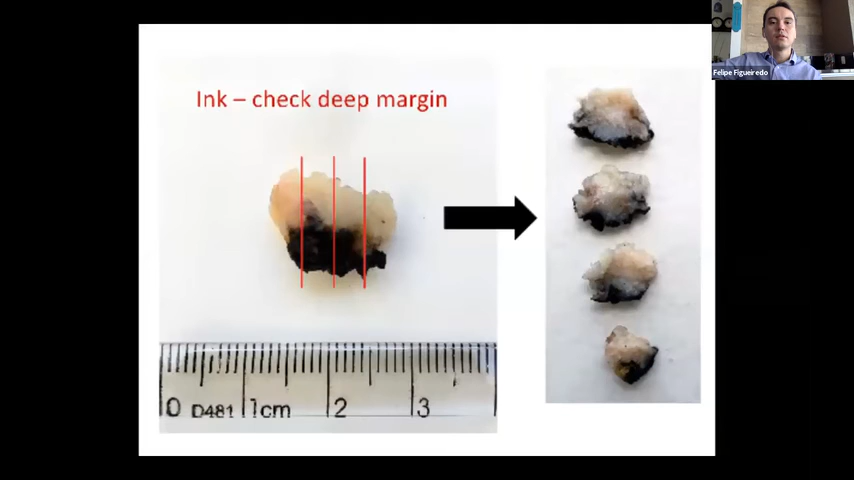 Felipe Figueiredo
Ink – check deep margin
0 D481 1cm 2 3